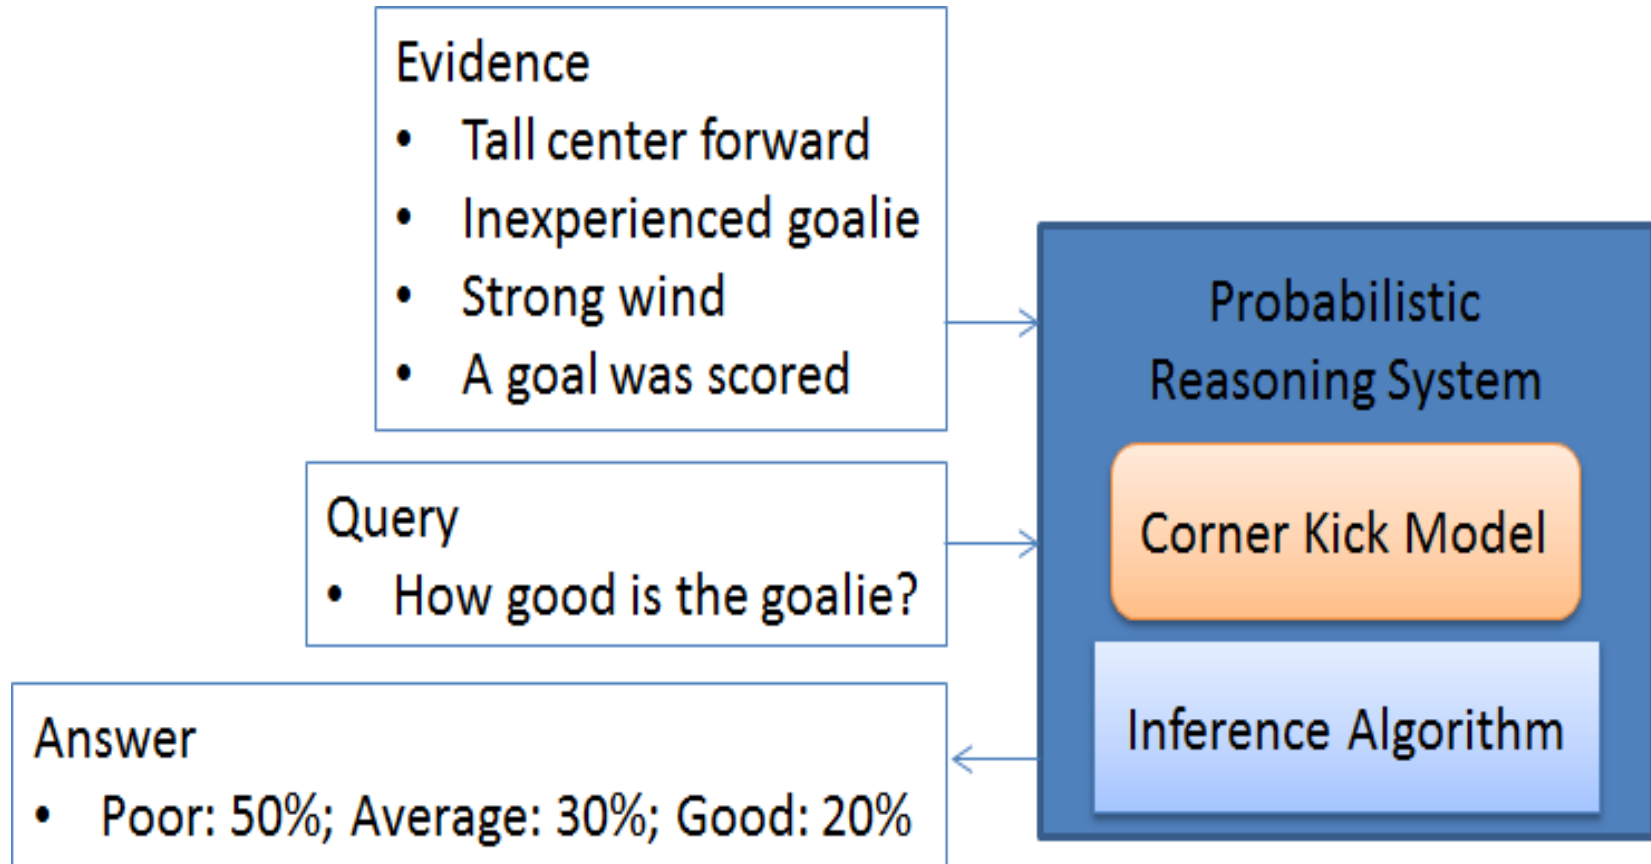 Evidence
• Tall center forward
• Inexperienced goalie
• Strong wind
• A goal was scored
Query
• How good is the goalie?
Answer
• Poor: 50%; Average: 30%; Good: 20%
Probabilistic
Reasoning System
Corner Kick Model
Inference Algorithm